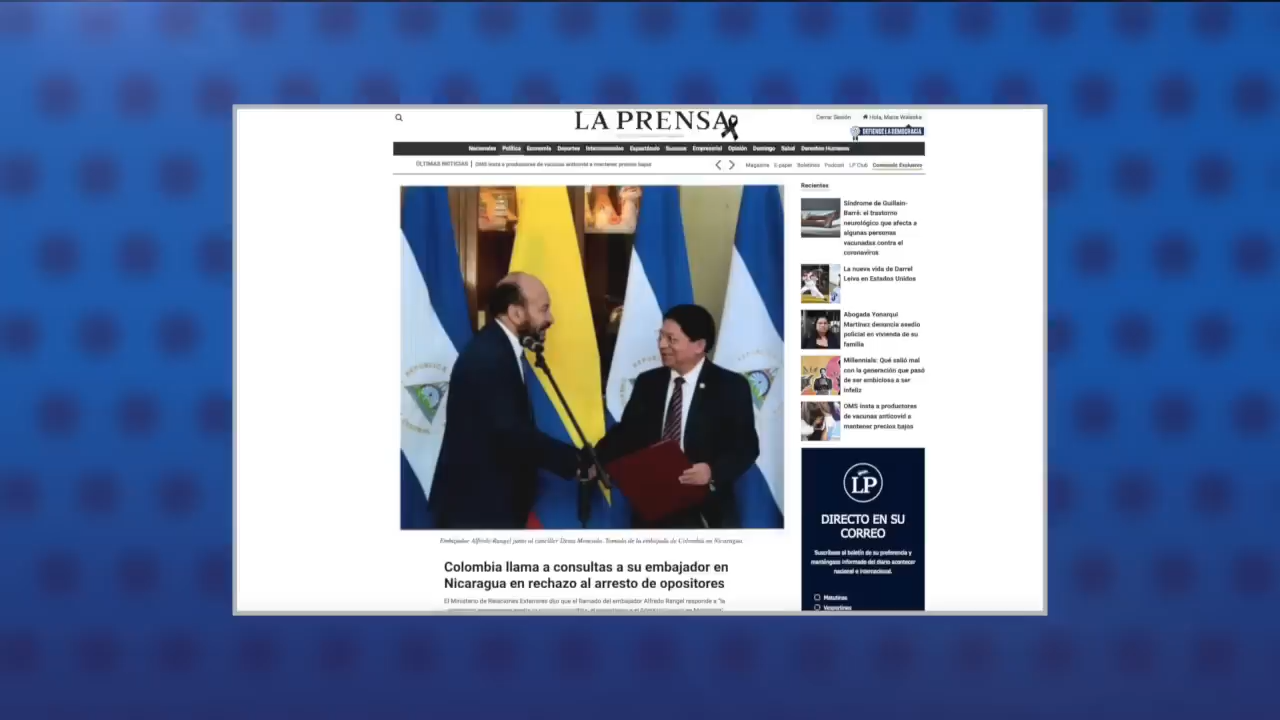 LA PRENSA
Cerrar Sesión
Hola, Marie Waleska
DEFIENDE LA DEMOCRACIA
Nacionales Política Economía Deportes Internacionales Espectáculo Sucesos Empresarial Opinión Domingo Salud Derechos Humanos
ÚLTIMAS NOTICIAS | OMS insta a productores de vacunas anticovid a mantener precios bajos
Magazine E-paper Boletines Podcast LP Club Contenido Exclusivo
Embajador Alfredo Rangel junto al canciller Denis Moncada. Tomada de la embajada de Colombia en Nicaragua.
Colombia llama a consultas a su embajador en
Nicaragua en rechazo al arresto de opositores
El Ministerio de Relaciones Exteriores dijo que el llamado del embajador Alfredo Rangel responde a "la
Recientes
Síndrome de Guillain-
Barré: el trastorno
neurológico que afecta a
algunas personas
vacunadas contra el
coronavirus
La nueva vida de Darrel
Leiva en Estados Unidos
Abogada Yonarqui
Martínez denuncia asedio
policial en vivienda de su
familia
Millennials: Qué salió mal
con la generación que pasó
de ser ambiciosa a ser
infeliz
OMS insta a productores
de vacunas anticovid a
mantener precios bajos
LP
DIRECTO EN SU
CORREO
Suscríbase al boletín de su preferencia y
manténgase informado del diario acontecer
nacional e internacional.
Matutinas
Vespertinas